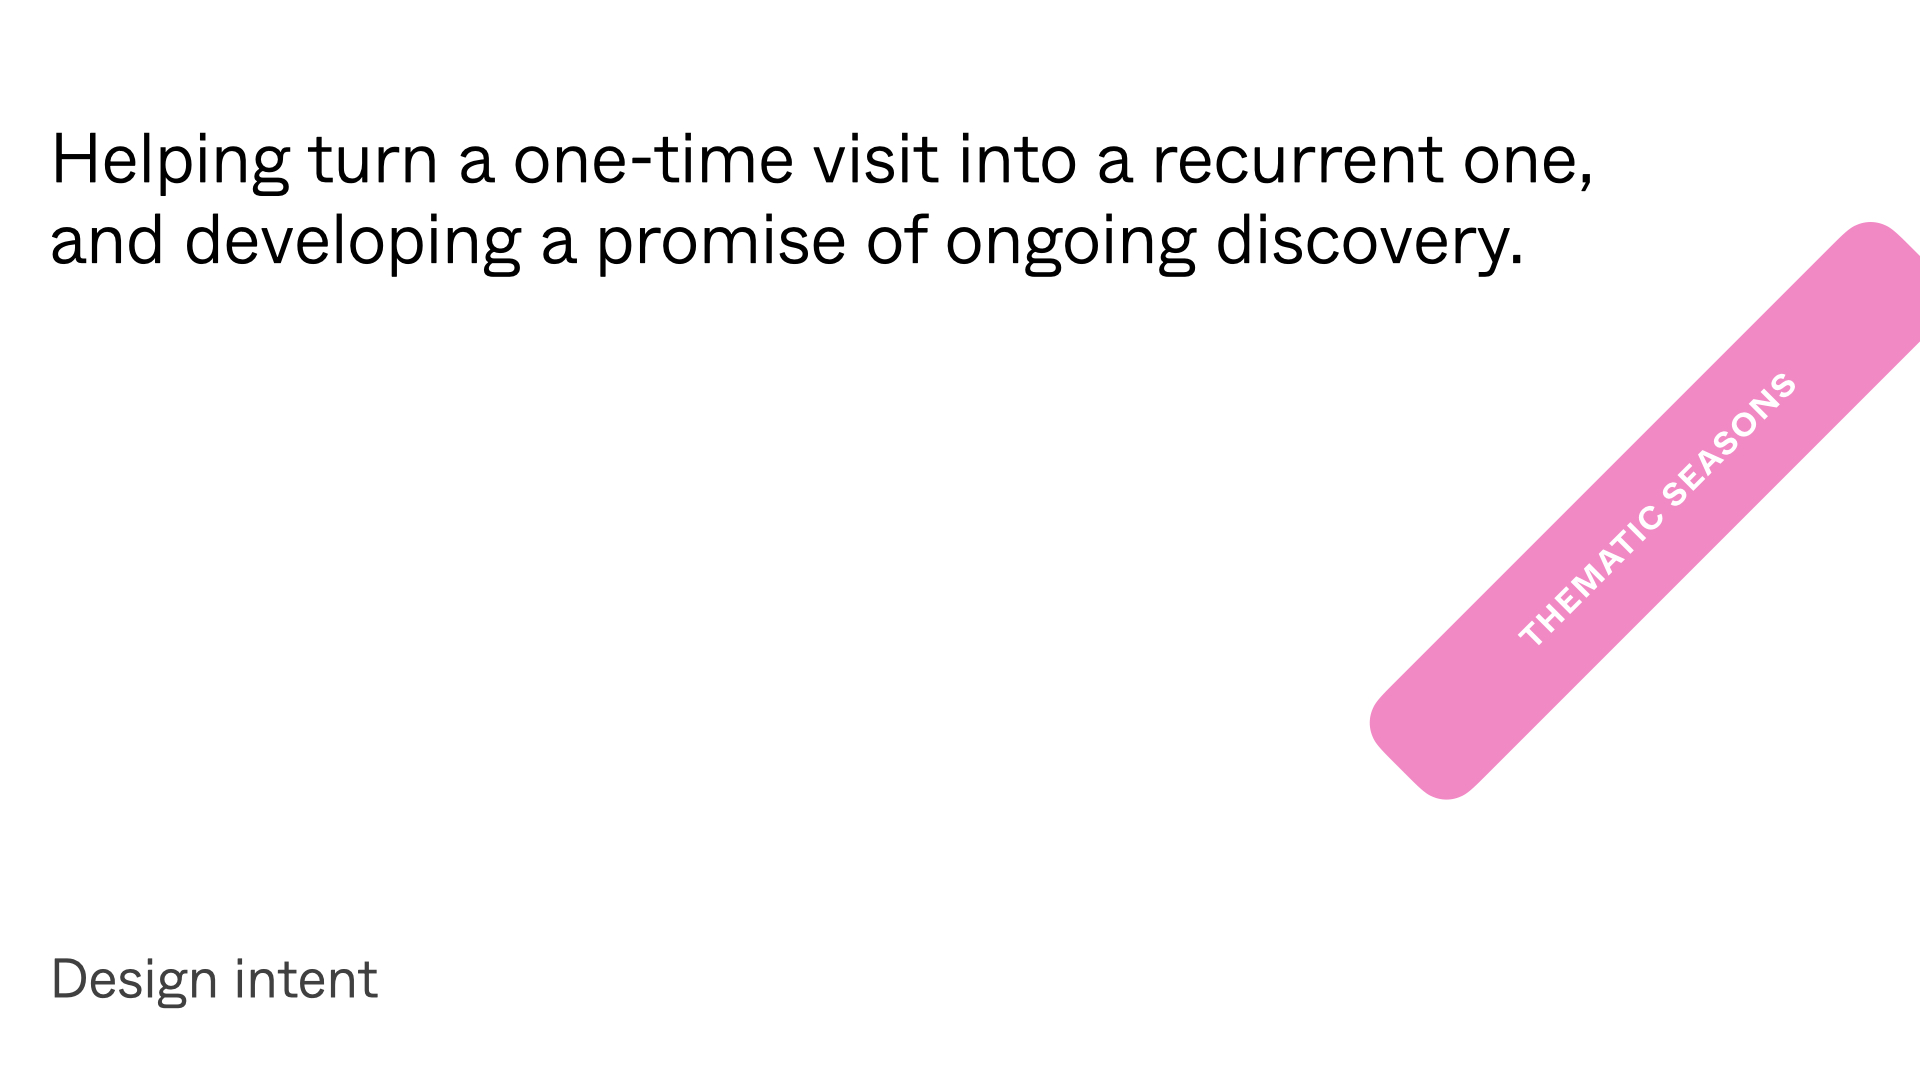 Helping turn a one-time visit into a recurrent one,
and developing a promise of ongoing discovery.
THEMATIC SEASONS
Design intent